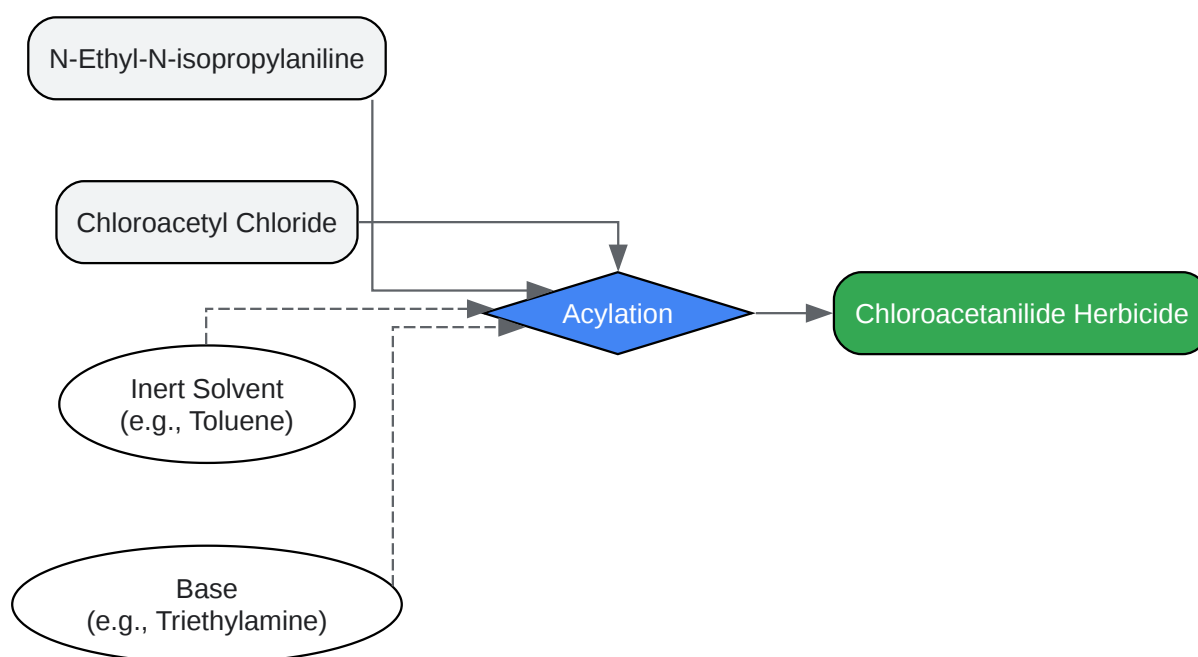 N-Ethyl-N-isopropylaniline
Chloroacetyl Chloride
Acylation
Chloroacetanilide Herbicide
Inert Solvent
(e.g., Toluene)
Base
(e.g., Triethylamine)